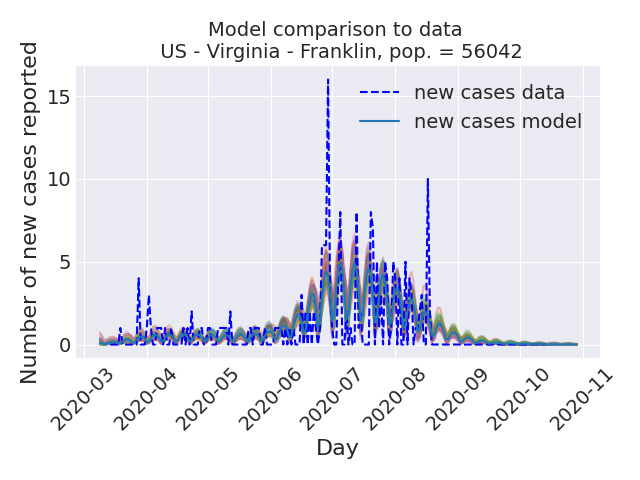 Model comparison to data
US - Virginia - Franklin, pop. = 56042
Number of new cases reported
15
10
5
0
new cases data
new cases model
2020-03
2020-04
2020-05
2020-06
2020-07
2020-08
2020-09
2020-10
2020-11
Day